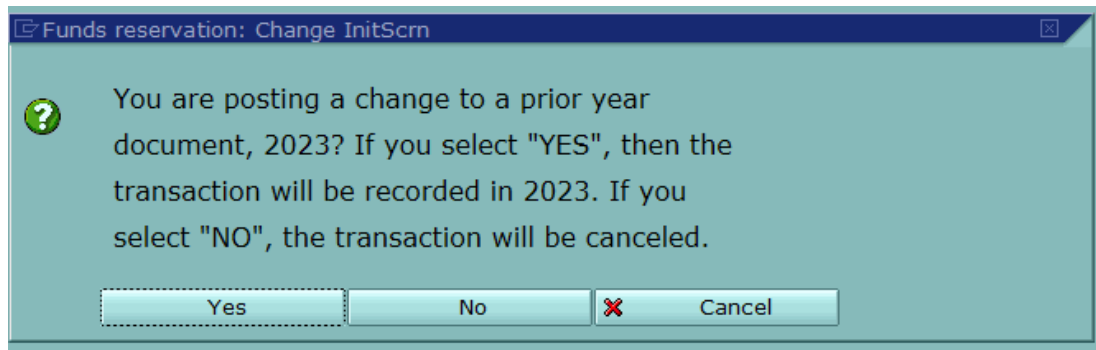 Funds reservation: Change InitScrn
You are posting a change to a prior year
document, 2023? If you select "YES", then the
transaction will be recorded in 2023. If you
select "NO", the transaction will be canceled.
Yes No Cancel